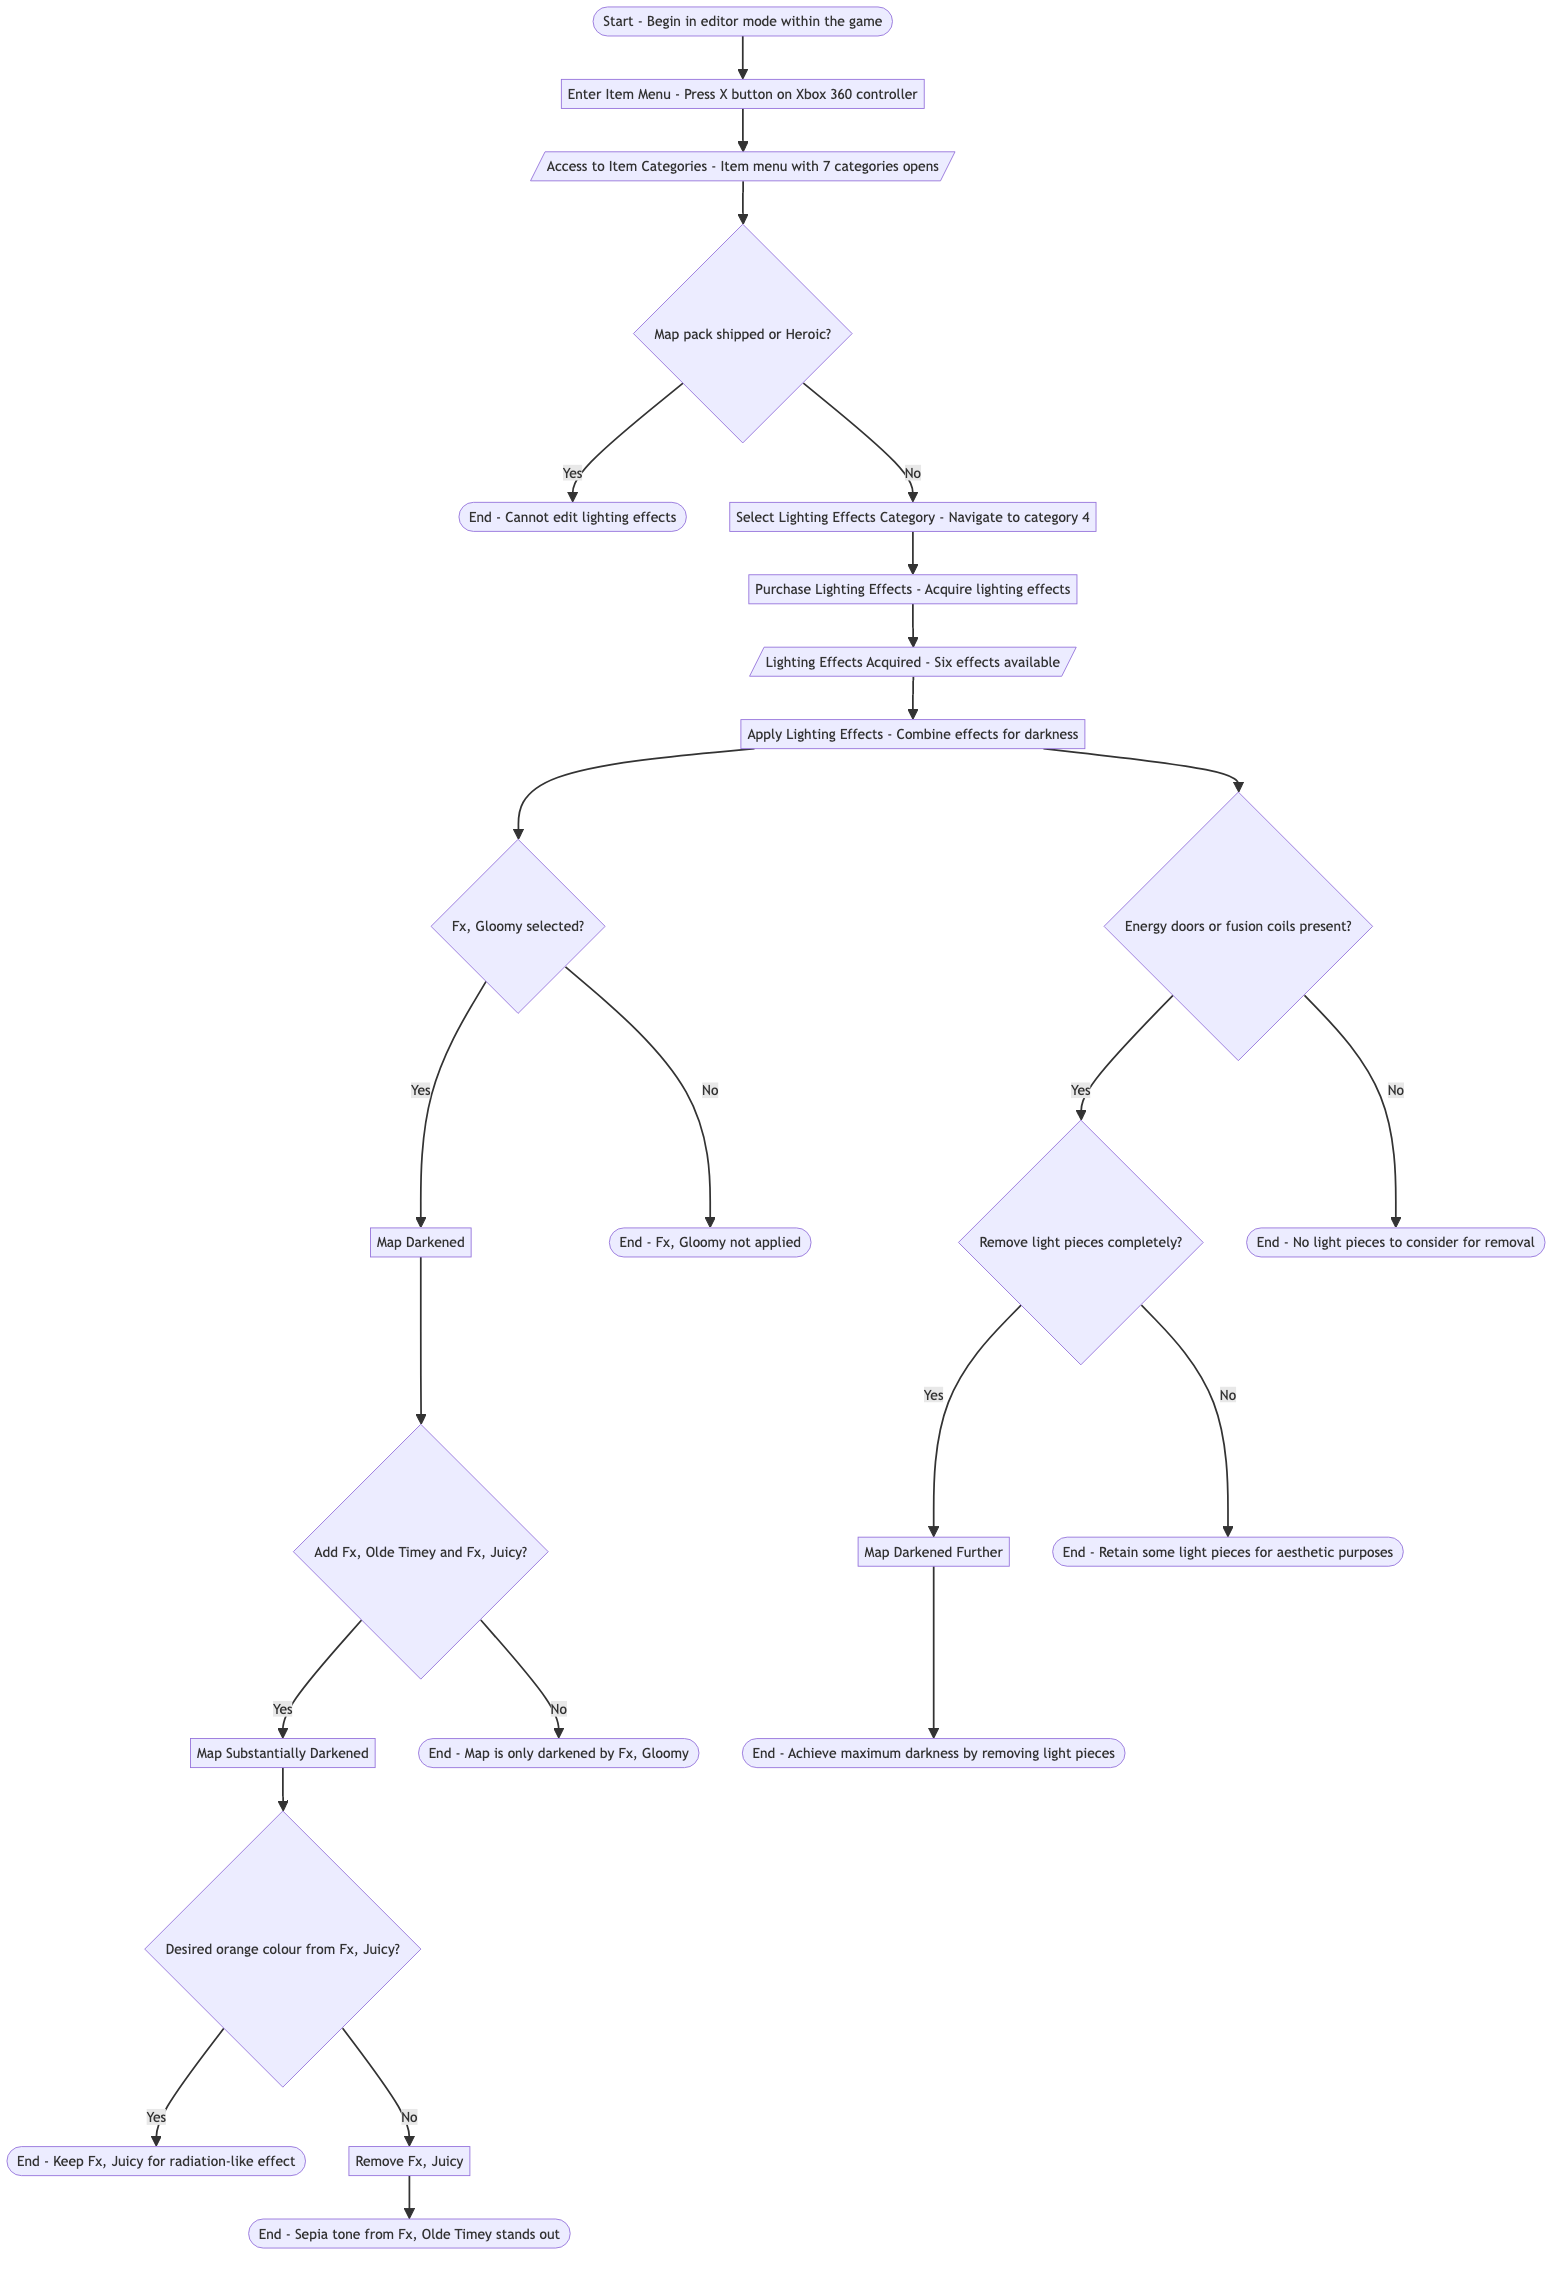 Start - Begin in editor mode within the game
Enter Item Menu - Press X button on Xbox 360 controller
Access to Item Categories - Item menu with 7 categories opens
Map pack shipped or Heroic?
Yes
No
End - Cannot edit lighting effects
Select Lighting Effects Category - Navigate to category 4
Purchase Lighting Effects - Acquire lighting effects
Lighting Effects Acquired - Six effects available
Apply Lighting Effects - Combine effects for darkness
Fx, Gloomy selected?
Energy doors or fusion coils present?
Yes
No
Yes
No
Map Darkened
End - Fx, Gloomy not applied
Remove light pieces completely?
End - No light pieces to consider for removal
Yes
No
Add Fx, Olde Timey and Fx, Juicy?
Map Darkened Further
End - Retain some light pieces for aesthetic purposes
Yes
No
Map Substantially Darkened
End - Map is only darkened by Fx, Gloomy
End - Achieve maximum darkness by removing light pieces
Desired orange colour from Fx, Juicy?
Yes
No
End - Keep Fx, Juicy for radiation-like effect
Remove Fx, Juicy
End - Sepia tone from Fx, Olde Timey stands out